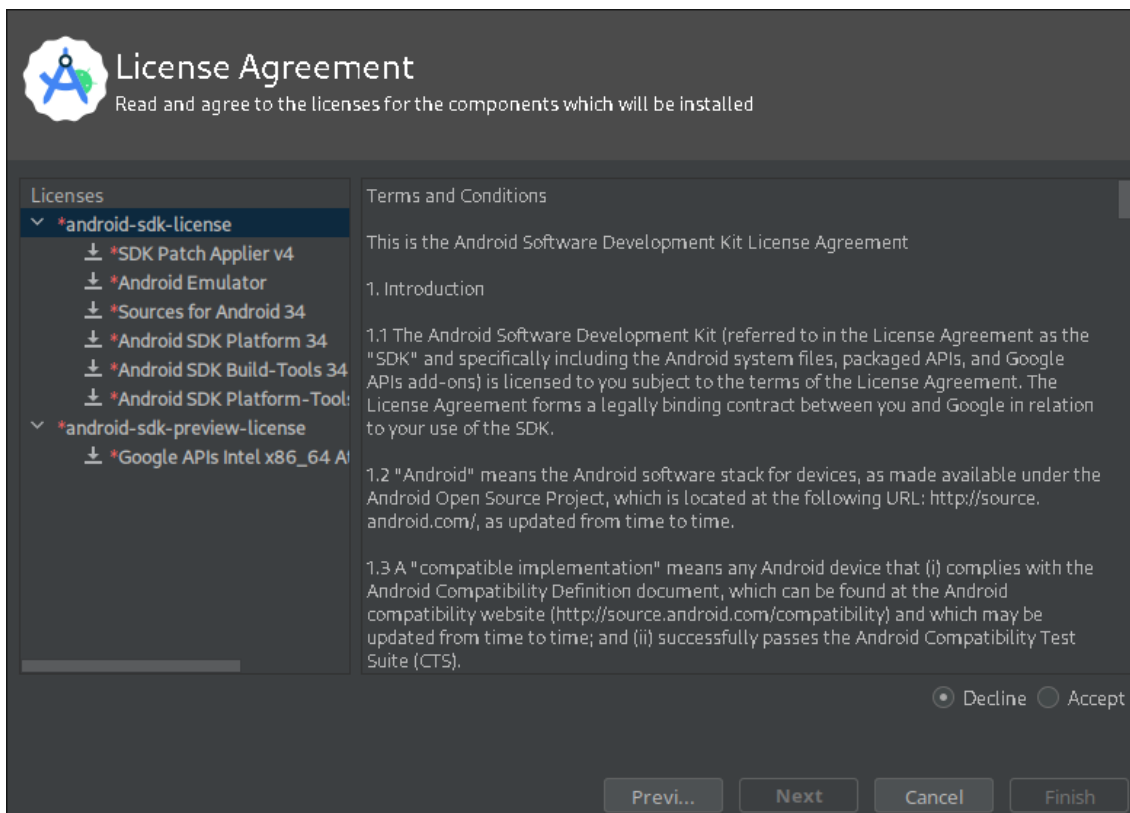 License Agreement
Read and agree to the licenses for the components which will be installed
Licenses
*android-sdk-license
*SDK Patch Applier v4
*Android Emulator
*Sources for Android 34
*Android SDK Platform 34
*Android SDK Build-Tools 34
*Android SDK Platform-Tool
*android-sdk-preview-license
*Google APIs Intel x86_64 At
Terms and Conditions
This is the Android Software Development Kit License Agreement
1. Introduction
1.1 The Android Software Development Kit (referred to in the License Agreement as the
"SDK" and specifically including the Android system files, packaged APIs, and Google
APIs add-ons) is licensed to you subject to the terms of the License Agreement. The
License Agreement forms a legally binding contract between you and Google in relation
to your use of the SDK.
1.2 "Android" means the Android software stack for devices, as made available under the
Android Open Source Project, which is located at the following URL: http://source.
android.com/, as updated from time to time.
1.3 A "compatible implementation" means any Android device that (i) complies with the
Android Compatibility Definition document, which can be found at the Android
compatibility website (http://source.android.com/compatibility) and which may be
updated from time to time; and (ii) successfully passes the Android Compatibility Test
Suite (CTS).
Decline Accept
Previ... Next Cancel Finish